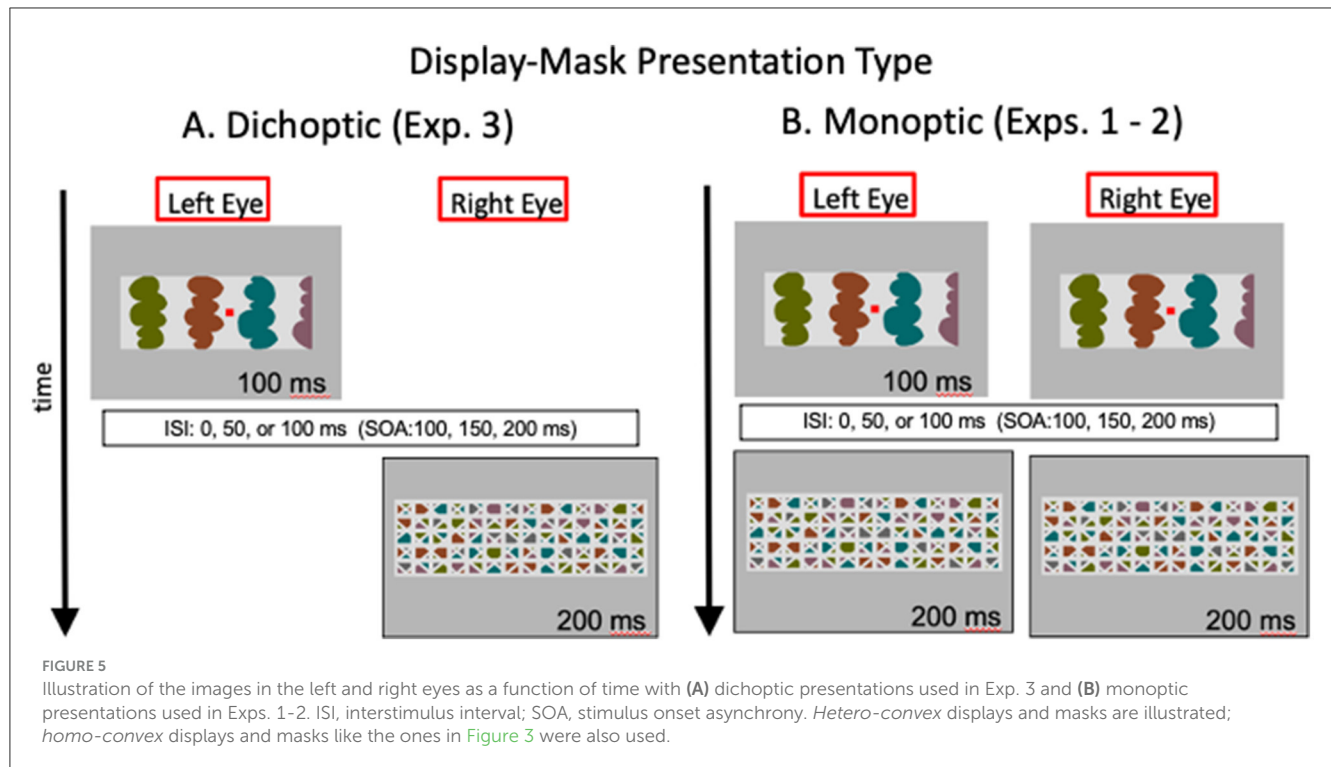 Display-Mask Presentation Type
A. Dichoptic (Exp. 3)
Left Eye
Right Eye
time
100 ms
ISI: 0, 50, or 100 ms (SOA:100, 150, 200 ms)
200 ms
B. Monoptic (Exps. 1 - 2)
Left Eye
Right Eye
100 ms
ISI: 0, 50, or 100 ms (SOA:100, 150, 200 ms)
200 ms
200 ms
FIGURE 5
Illustration of the images in the left and right eyes as a function of time with (A) dichoptic presentations used in Exp. 3 and (B) monoptic
presentations used in Exps. 1-2. ISI, interstimulus interval; SOA, stimulus onset asynchrony. Hetero-convex displays and masks are illustrated;
homo-convex displays and masks like the ones in Figure 3 were also used.